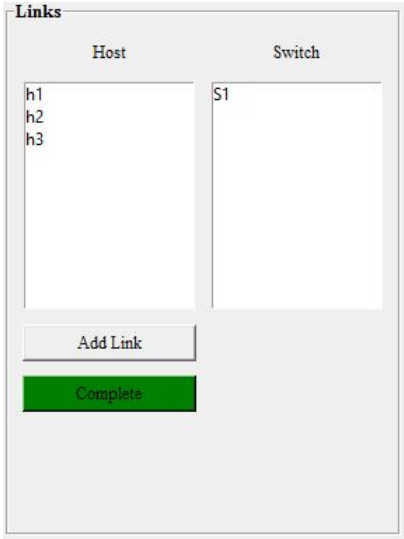 Links
Host Switch
h1 S1
h2
h3
Add Link
Complete